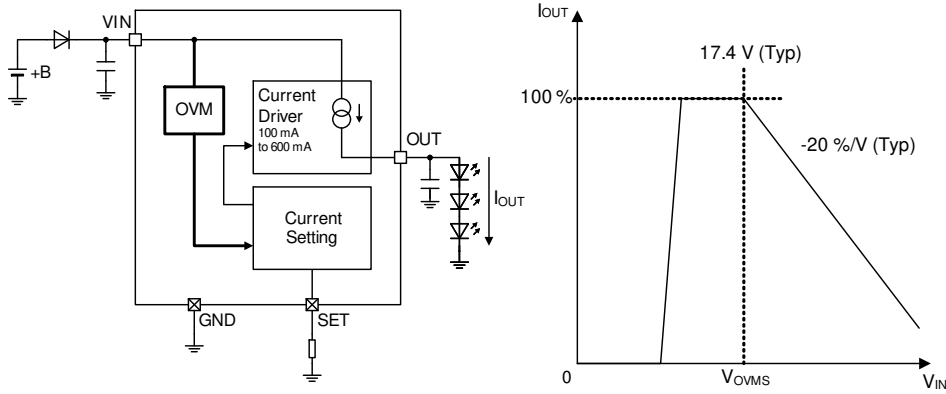 VIN
+B
OVM
Current
Driver
100 mA
to 600 mA
OUT
IOUT
Current
Setting
GND
SET
IOUT
17.4 V (Typ)
100 %
-20 %/V (Typ)
0
VOVMS
VIN